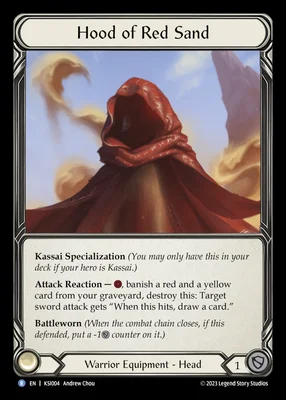 Hood of Red Sand
Kassai Specialization (You may only have this in your
deck if your hero is Kassai.)
Attack Reaction — , banish a red and a yellow
card from your graveyard, destroy this: Target
sword attack gets "When this hits, draw a card."
Battleworn (When the combat chain closes, if this
defended, put a -1 counter on it.)
Warrior Equipment - Head
1
R EN | KSI004 Andrew Chou
© 2023 Legend Story Studios